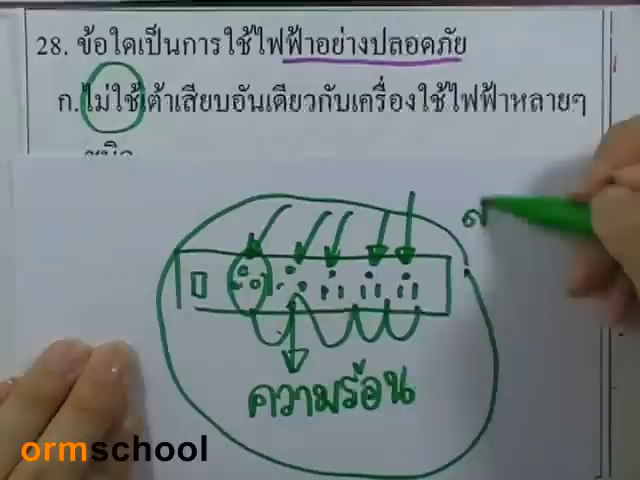 28. ข้อใดเป็นการใช้ไฟฟ้าอย่างปลอดภัย
ก. ไม่ใช้เต้าเสียบอันเดียวกับเครื่องใช้ไฟฟ้าหลายๆ
ความร้อน
ormschool